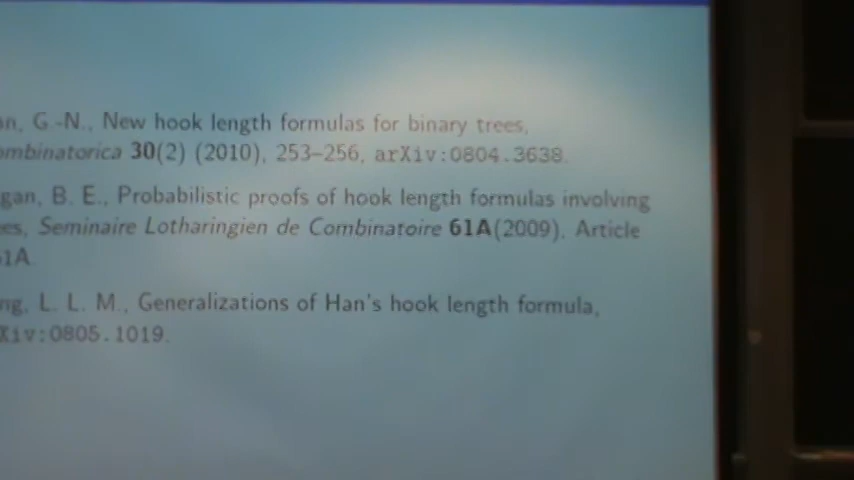 an, G.-N., New hook length formulas for binary trees,
ombinatorica 30(2) (2010), 253–256, arXiv:0804.3638.
gan, B. E., Probabilistic proofs of hook length formulas involving
es, Seminaire Lotharingien de Combinatoire 61A(2009). Article
61A.
ng, L. L. M., Generalizations of Han's hook length formula,
Xiv:0805.1019.